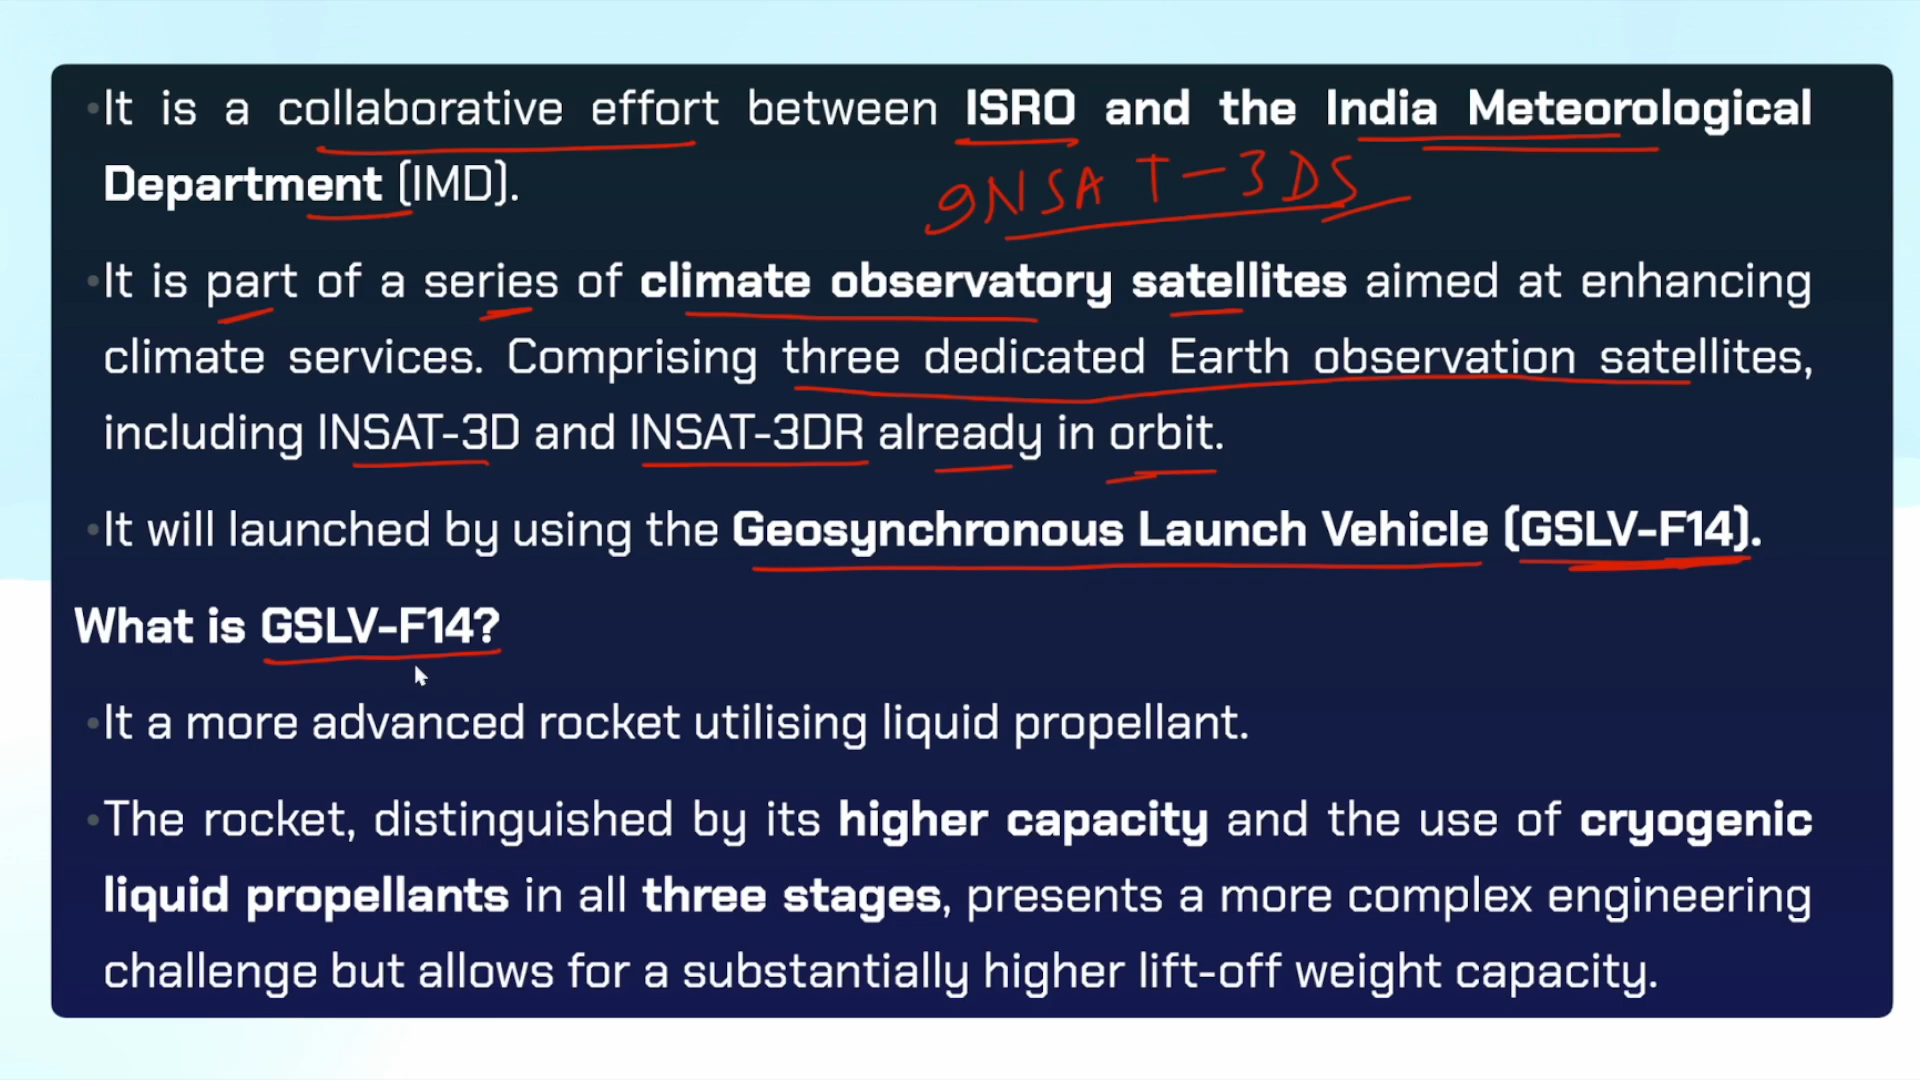 •It is a collaborative effort between ISRO and the India Meteorological
Department (IMD).
gNSAT-3DS
•It is part of a series of climate observatory satellites aimed at enhancing
climate services. Comprising three dedicated Earth observation satellites,
including INSAT-3D and INSAT-3DR already in orbit.
•It will launched by using the Geosynchronous Launch Vehicle (GSLV-F14).
What is GSLV-F14?
•It a more advanced rocket utilising liquid propellant.
•The rocket, distinguished by its higher capacity and the use of cryogenic
liquid propellants in all three stages, presents a more complex engineering
challenge but allows for a substantially higher lift-off weight capacity.